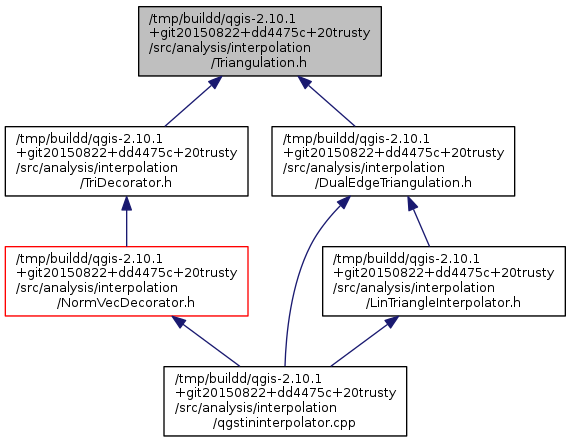 /tmp/buildd/qgis-2.10.1
+git20150822+dd4475c+20trusty
/src/analysis/interpolation
/Triangulation.h
/tmp/buildd/qgis-2.10.1
+git20150822+dd4475c+20trusty
/src/analysis/interpolation
/TriDecorator.h
/tmp/buildd/qgis-2.10.1
+git20150822+dd4475c+20trusty
/src/analysis/interpolation
/DualEdgeTriangulation.h
/tmp/buildd/qgis-2.10.1
+git20150822+dd4475c+20trusty
/src/analysis/interpolation
/NormVecDecorator.h
/tmp/buildd/qgis-2.10.1
+git20150822+dd4475c+20trusty
/src/analysis/interpolation
/LinTriangleInterpolator.h
/tmp/buildd/qgis-2.10.1
+git20150822+dd4475c+20trusty
/src/analysis/interpolation
/qgstininterpolator.cpp